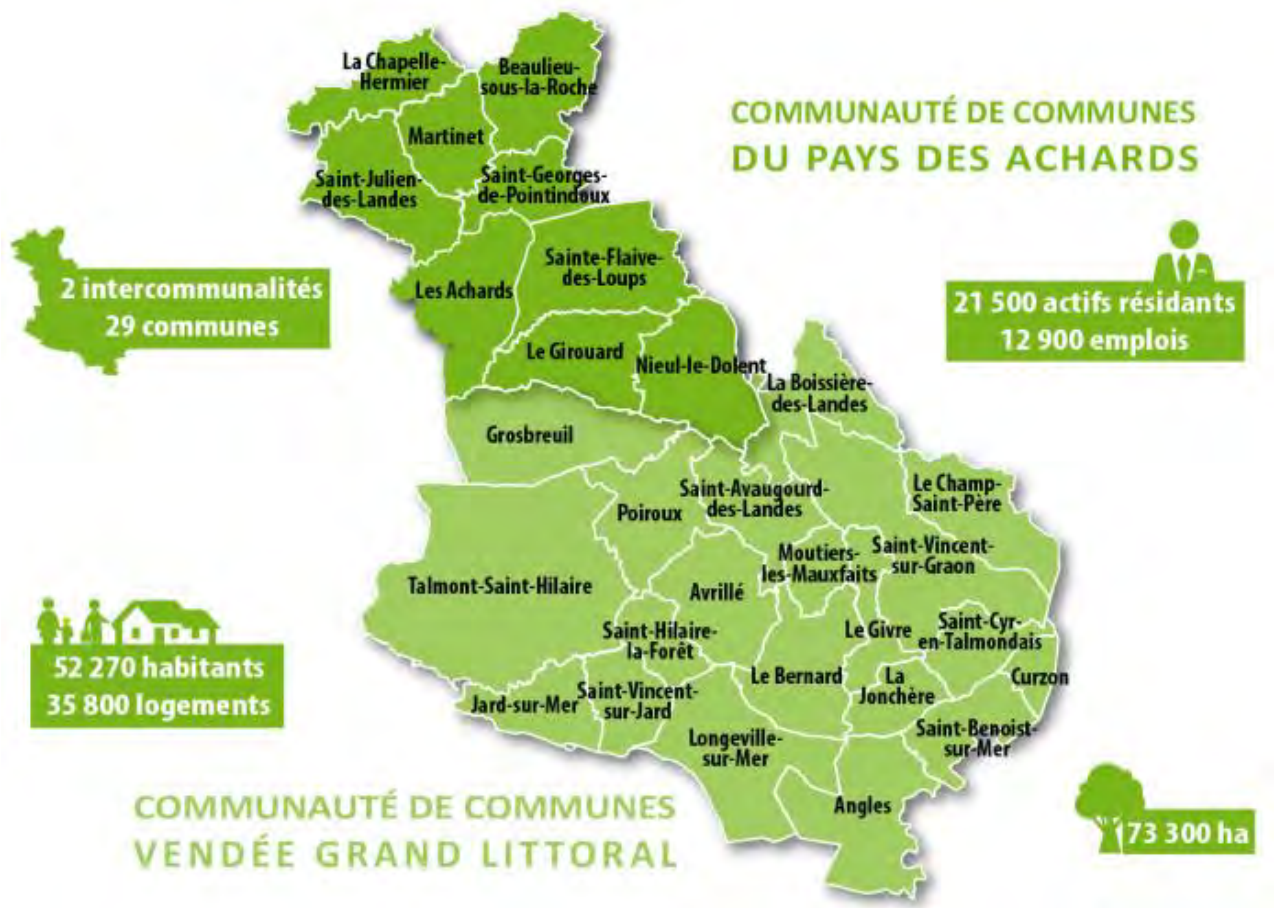 La Chapelle-
Hermier
Beaulieu-
sous-la-Roche
COMMUNAUTÉ DE COMMUNES
DU PAYS DES ACHARDS
Martinet
Saint-Julien-
des-Landes
Saint-Georges-
de-Pointindoux
Sainte-Flaive-
des-Loups
Les Achards
2 intercommunalités
29 communes
21 500 actifs résidants
12 900 emplois
Le Girouard
Nieul-le-Dolent
La Boissière-
des-Landes
Grosbreuil
Le Champ-
Saint-Père
Saint-Avaugourd-
des-Landes
Poiroux
Moutiers-
les-Mauxfaits
Saint-Vincent-
sur-Graon
Talmont-Saint-Hilaire
Avrillé
Saint-Hilaire-
la-Forêt
Le Givre
Saint-Cyr-
en-Talmondais
52 270 habitants
35 800 logements
Le Bernard
La
Jonchère
Curzon
Jard-sur-Mer
Saint-Vincent-
sur-Jard
Longeville-
sur-Mer
Saint-Benoist-
sur-Mer
Angles
COMMUNAUTÉ DE COMMUNES
VENDÉE GRAND LITTORAL
73 300 ha